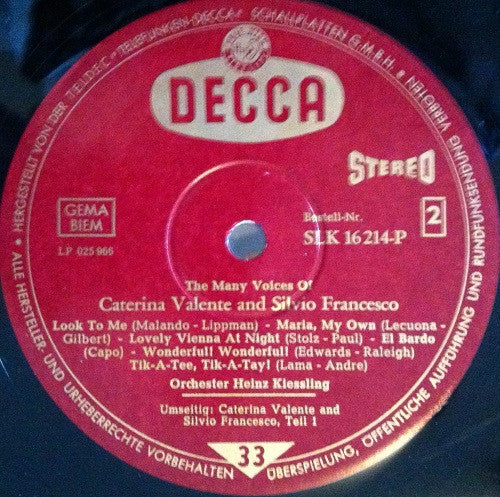 · HERGESTELLT VON DER „TELDEC“ »TELEFUNKEN-DECCA« SCHALLPLATTEN G.M.B.H. ·
DECCA
STEREO
GEMA
BIEM
LP 025 966
Bestell-Nr.
SLK 16 214-P
2
The Many Voices Of
Caterina Valente and Silvio Francesco
Look To Me (Malando - Lippman) - Maria, My Own (Lecuona -
Gilbert) - Lovely Vienna At Night (Stolz - Paul) - El Bardo
(Capo) - Wonderful! Wonderful! (Edwards - Raleigh)
Tik-A-Tee, Tik-A-Tay! (Lama - Andre)
Orchester Heinz Kiessling
Umseitig: Caterina Valente and
Silvio Francesco, Teil 1
33
ALLE HERSTELLER- UND URHEBERRECHTE VORBEHALTEN
ÜBERSPIELUNG, ÖFFENTLICHE AUFFÜHRUNG UND RUNDFUNKSENDUNG VERBOTEN